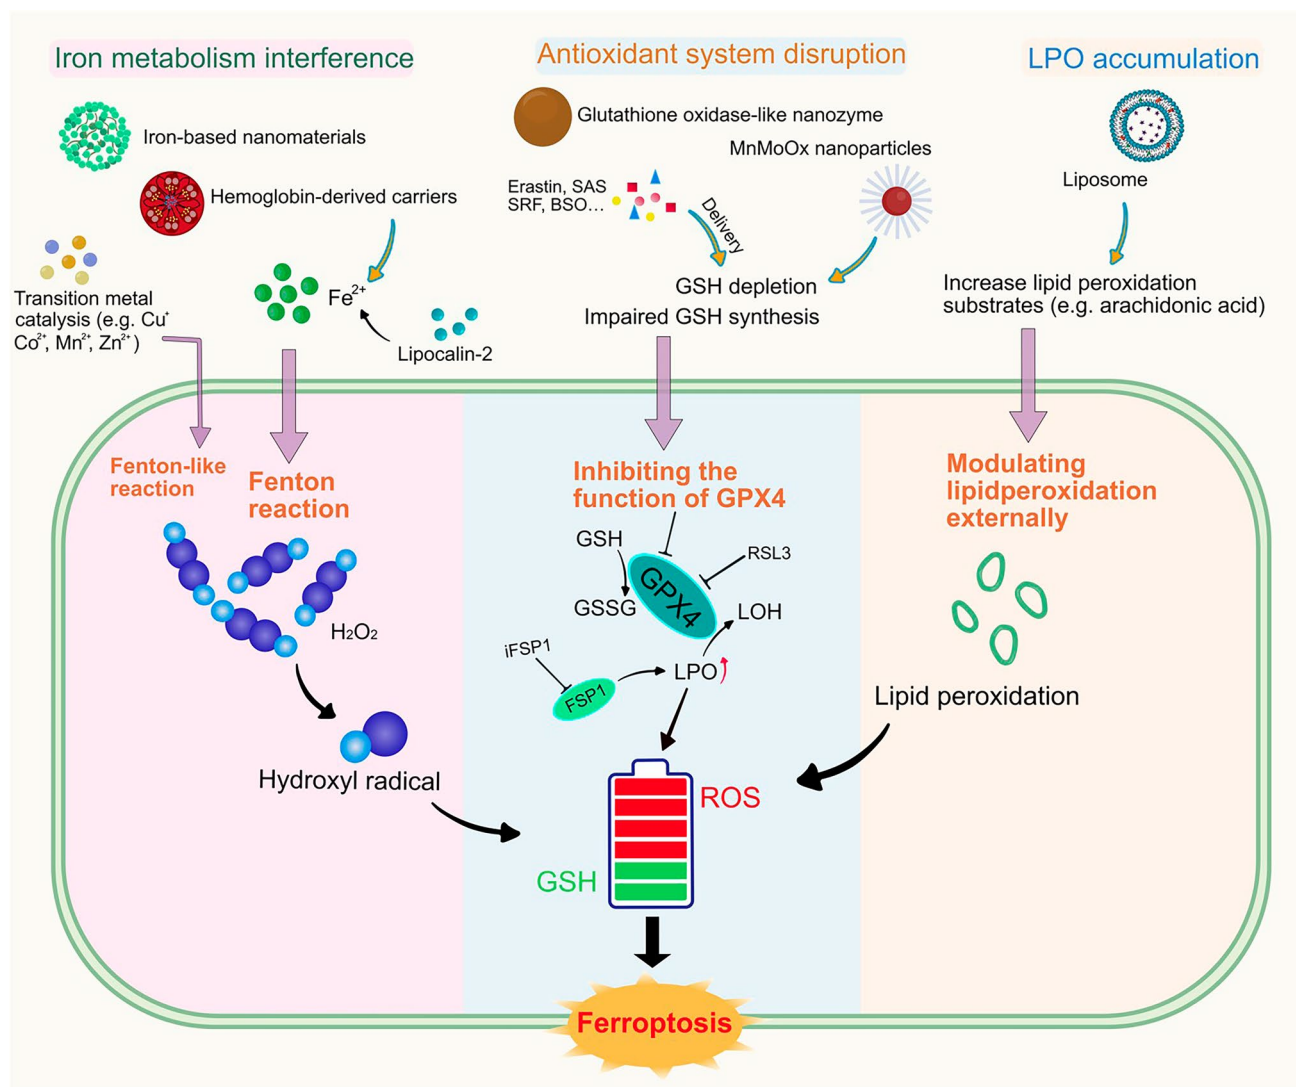 Iron metabolism interference
Antioxidant system disruption
LPO accumulation
Iron-based nanomaterials
Hemoglobin-derived carriers
Transition metal
catalysis (e.g. Cu⁺
Co²⁺, Mn²⁺, Zn²⁺ )
Fe²⁺
Lipocalin-2
Glutathione oxidase-like nanozyme
MnMoOx nanoparticles
Erastin, SAS
SRF, BSO...
Delivery
GSH depletion
Impaired GSH synthesis
Liposome
Increase lipid peroxidation
substrates (e.g. arachidonic acid)
Fenton-like
reaction
Fenton
reaction
H₂O₂
Hydroxyl radical
Inhibiting the
function of GPX4
GSH
GSSG
GPX4
RSL3
LOH
iFSP1
FSP1
LPO
Modulating
lipidperoxidation
externally
Lipid peroxidation
ROS
GSH
Ferroptosis